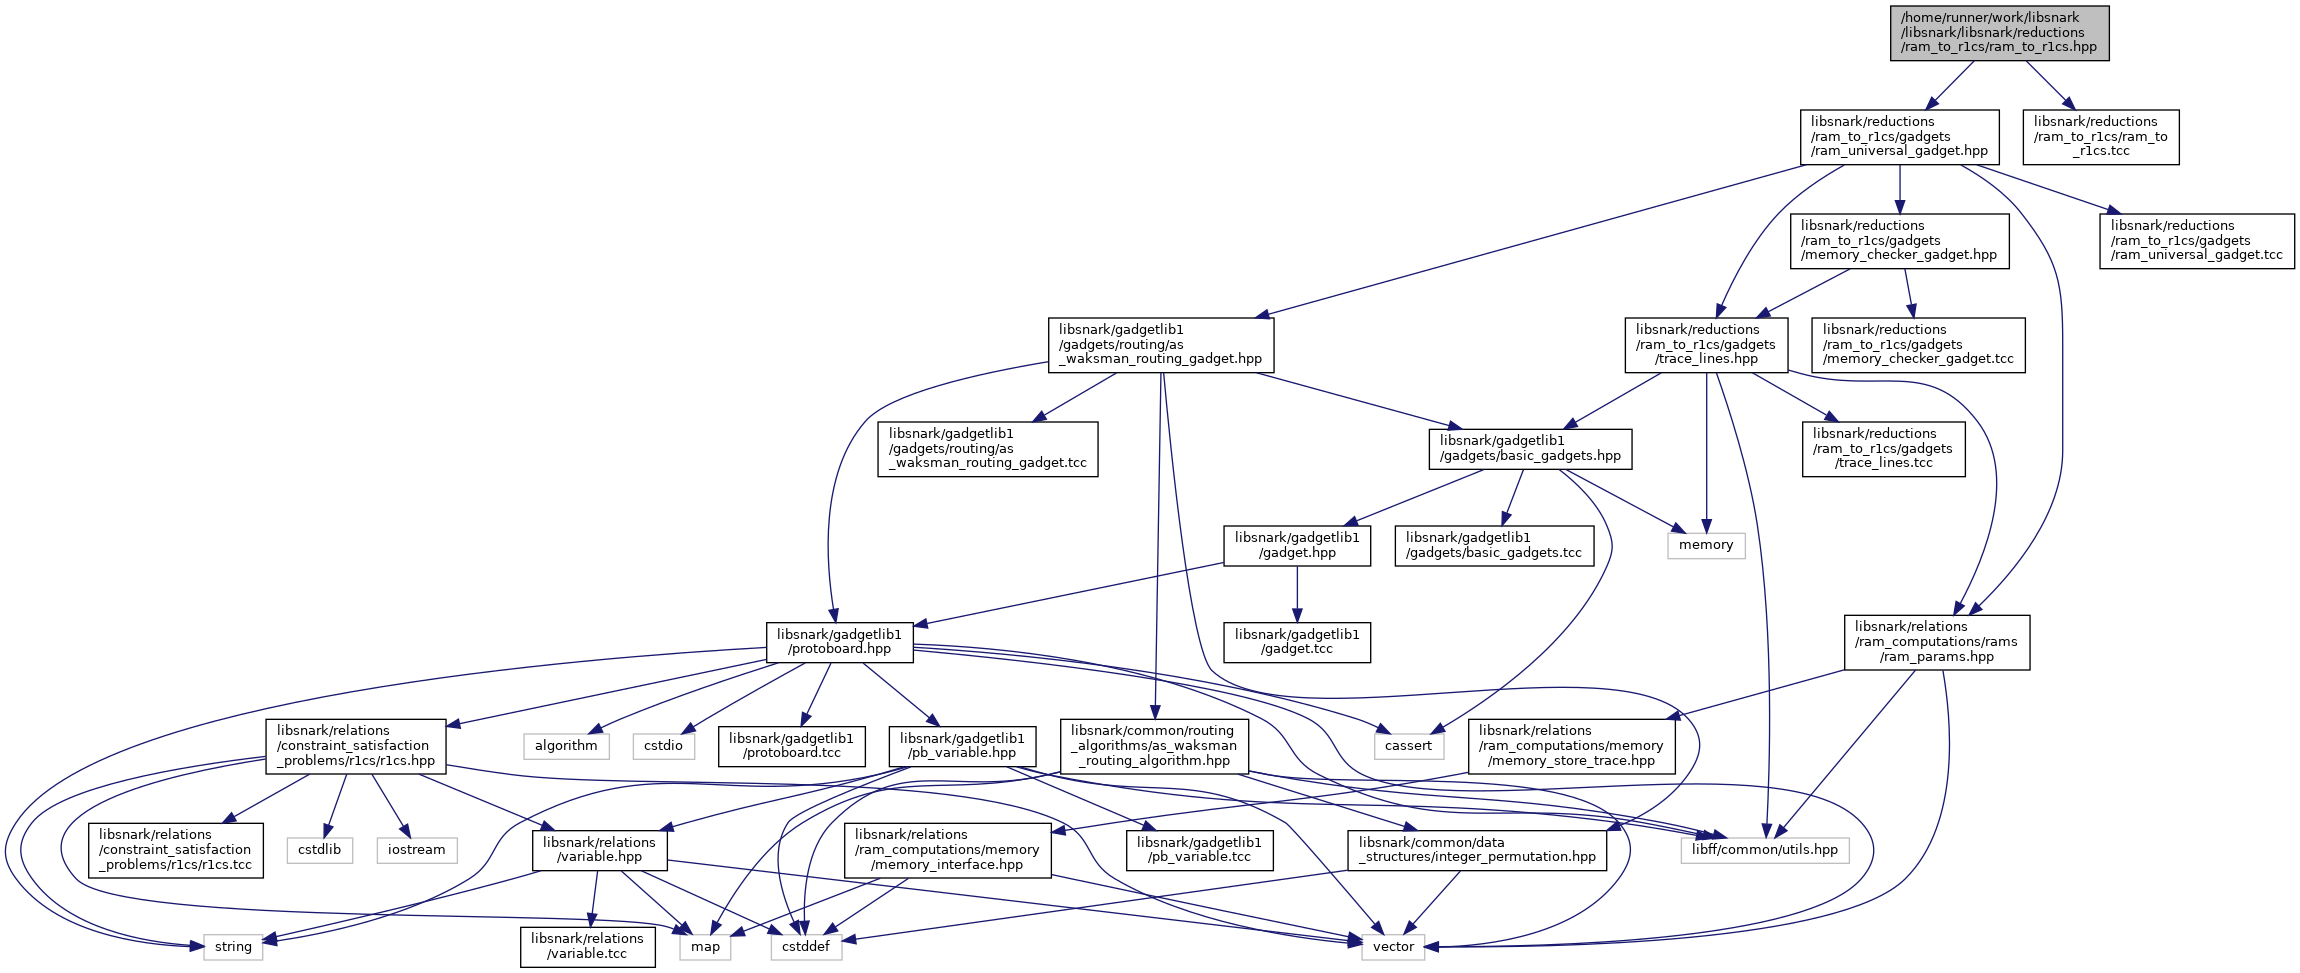 /home/runner/work/libsnark
/libsnark/libsnark/reductions
/ram_to_r1cs/ram_to_r1cs.hpp
libsnark/reductions
/ram_to_r1cs/gadgets
/ram_universal_gadget.hpp
libsnark/reductions
/ram_to_r1cs/ram_to
_r1cs.tcc
libsnark/reductions
/ram_to_r1cs/gadgets
/memory_checker_gadget.hpp
libsnark/reductions
/ram_to_r1cs/gadgets
/ram_universal_gadget.tcc
libsnark/gadgetlib1
/gadgets/routing/as
_waksman_routing_gadget.hpp
libsnark/reductions
/ram_to_r1cs/gadgets
/trace_lines.hpp
libsnark/reductions
/ram_to_r1cs/gadgets
/memory_checker_gadget.tcc
libsnark/gadgetlib1
/gadgets/routing/as
_waksman_routing_gadget.tcc
libsnark/gadgetlib1
/gadgets/basic_gadgets.hpp
libsnark/reductions
/ram_to_r1cs/gadgets
/trace_lines.tcc
libsnark/gadgetlib1
/gadget.hpp
libsnark/gadgetlib1
/gadgets/basic_gadgets.tcc
memory
libsnark/gadgetlib1
/protoboard.hpp
libsnark/gadgetlib1
/gadget.tcc
libsnark/relations
/ram_computations/rams
/ram_params.hpp
libsnark/relations
/constraint_satisfaction
_problems/r1cs/r1cs.hpp
algorithm
cstdio
libsnark/gadgetlib1
/protoboard.tcc
libsnark/gadgetlib1
/pb_variable.hpp
libsnark/common/routing
_algorithms/as_waksman
_routing_algorithm.hpp
cassert
libsnark/relations
/ram_computations/memory
/memory_store_trace.hpp
libsnark/relations
/constraint_satisfaction
_problems/r1cs/r1cs.tcc
cstdlib
iostream
libsnark/relations
/variable.hpp
libsnark/relations
/ram_computations/memory
/memory_interface.hpp
libsnark/gadgetlib1
/pb_variable.tcc
libsnark/common/data
_structures/integer_permutation.hpp
libff/common/utils.hpp
string
libsnark/relations
/variable.tcc
map
cstddef
vector